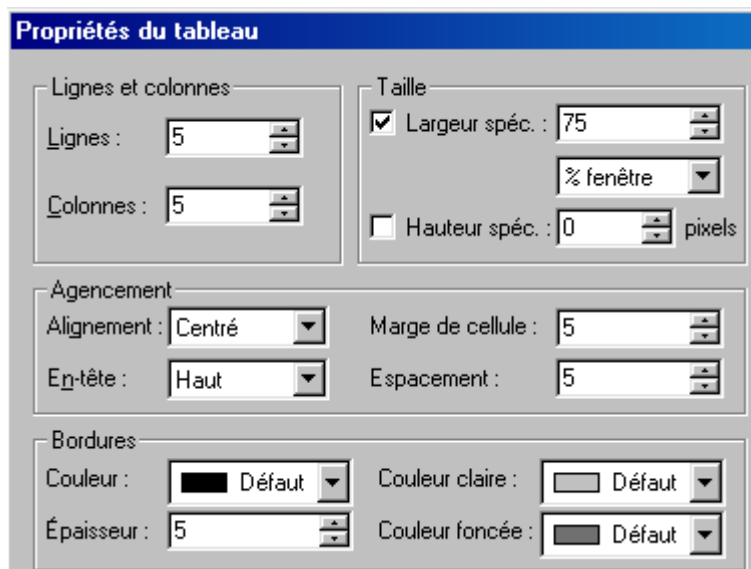 Propriétés du tableau
Lignes et colonnes
Lignes : 5
Colonnes : 5
Taille
Largeur spéc. : 75
% fenêtre
Hauteur spéc. : 0 pixels
Agencement
Alignement : Centré
Marge de cellule : 5
En-tête : Haut
Espacement : 5
Bordures
Couleur : Défaut
Couleur claire : Défaut
Épaisseur : 5
Couleur foncée : Défaut